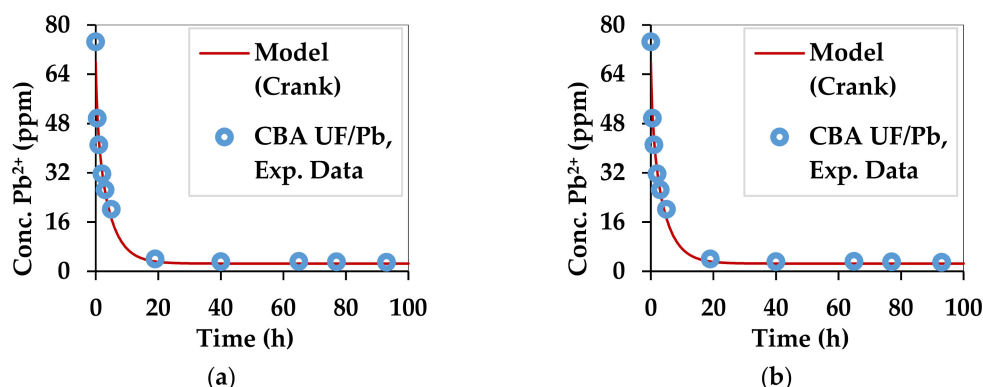 80
64
48
32
16
0
Conc. Pb²⁺ (ppm)
Model
(Crank)
CBA UF/Pb,
Exp. Data
0 20 40 60 80 100
Time (h)
(a)
80
64
48
32
16
0
Conc. Pb²⁺ (ppm)
Model
(Crank)
CBA UF/Pb,
Exp. Data
0 20 40 60 80 100
Time (h)
(b)